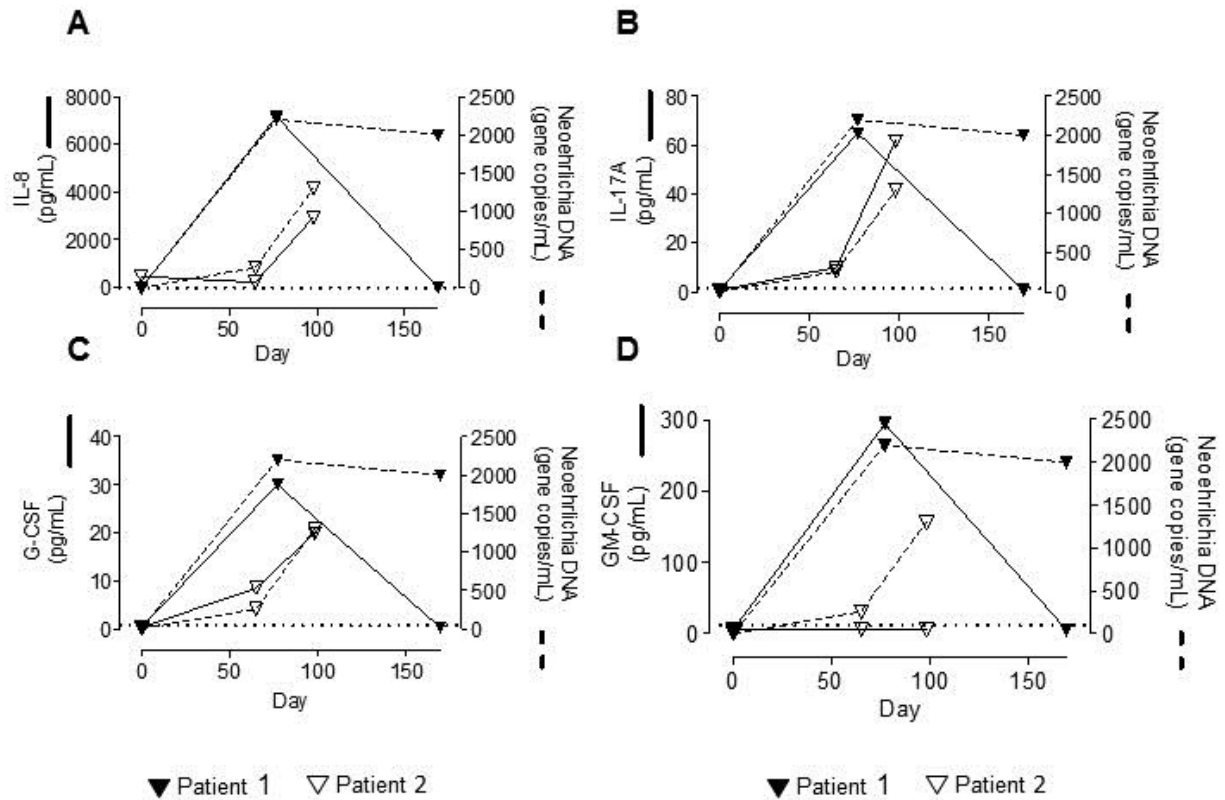 A
8000
6000
4000
2000
0
IL-8
(pg/mL)
2500
2000
1500
1000
500
0
Neoehrlichia DNA
(gene copies/mL)
0 50 100 150
Day
B
80
60
40
20
0
IL-17A
(pg/mL)
2500
2000
1500
1000
500
0
Neoehrlichia DNA
(gene copies/mL)
0 50 100 150
Day
C
40
30
20
10
0
G-CSF
(pg/mL)
2500
2000
1500
1000
500
0
Neoehrlichia DNA
(gene copies/mL)
0 50 100 150
Day
D
300
200
100
0
GM-CSF
(pg/mL)
2500
2000
1500
1000
500
0
Neoehrlichia DNA
(gene copies/mL)
0 50 100 150
Day
Patient 1 Patient 2
Patient 1 Patient 2